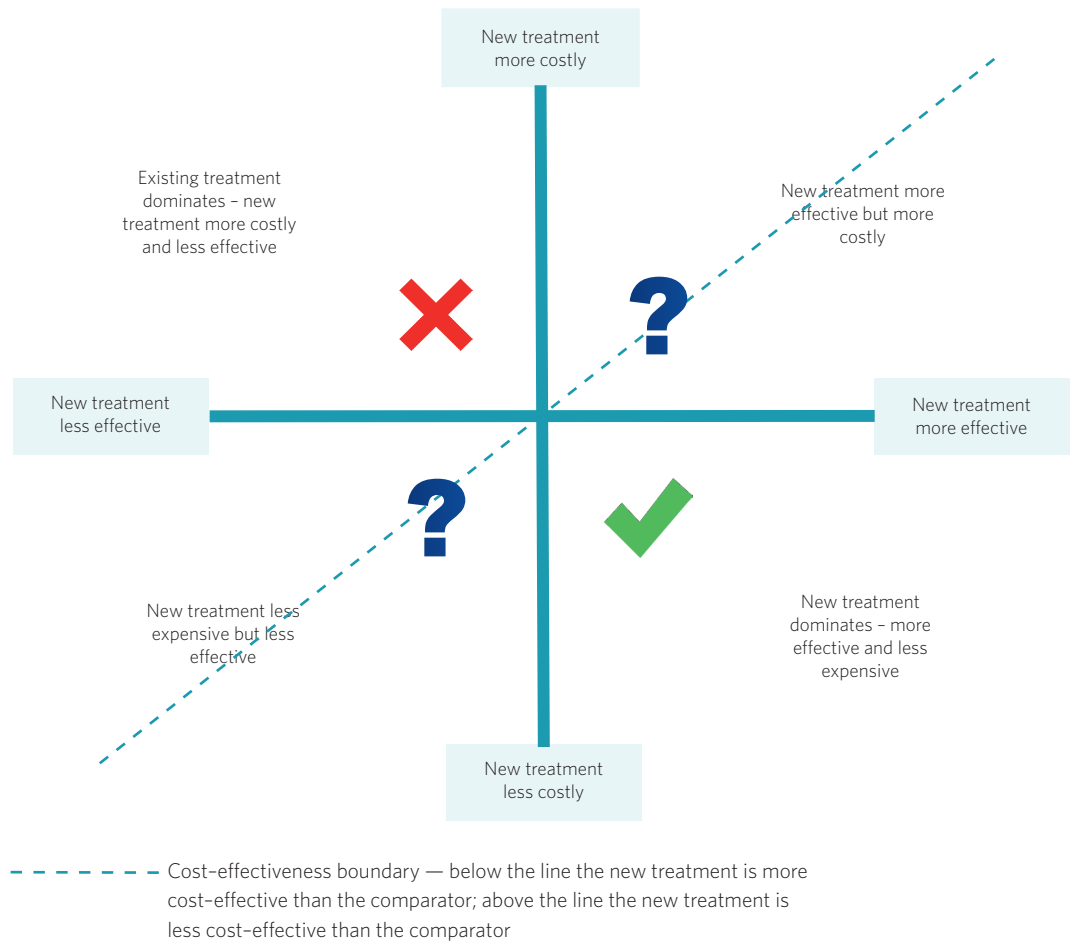 New treatment
more costly
Existing treatment
dominates – new
treatment more costly
and less effective
New treatment more
effective but more
costly
?
New treatment
less effective
New treatment
more effective
?
New treatment less
expensive but less
effective
New treatment
dominates – more
effective and less
expensive
New treatment
less costly
Cost–effectiveness boundary — below the line the new treatment is more
cost–effective than the comparator; above the line the new treatment is
less cost–effective than the comparator